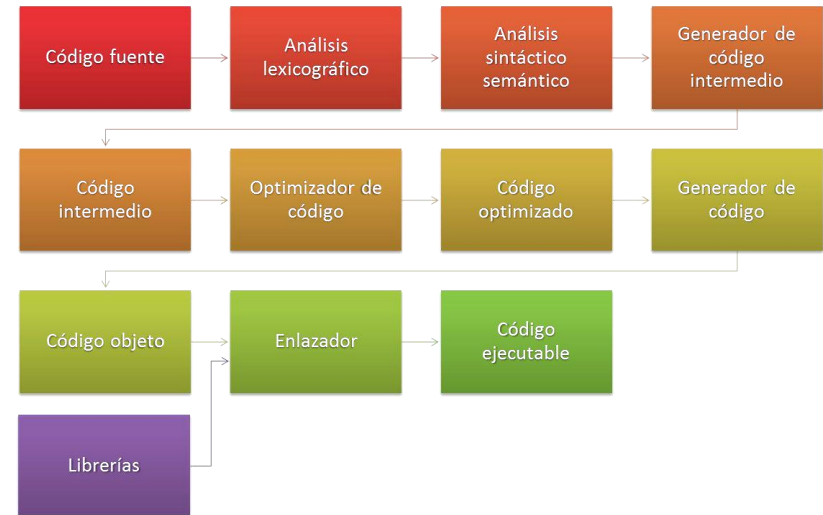 Código fuente
Análisis
lexicográfico
Análisis
sintáctico
semántico
Generador de
código
intermedio
Código
intermedio
Optimizador de
código
Código
optimizado
Generador de
código
Código objeto
Enlazador
Código
ejecutable
Librerías